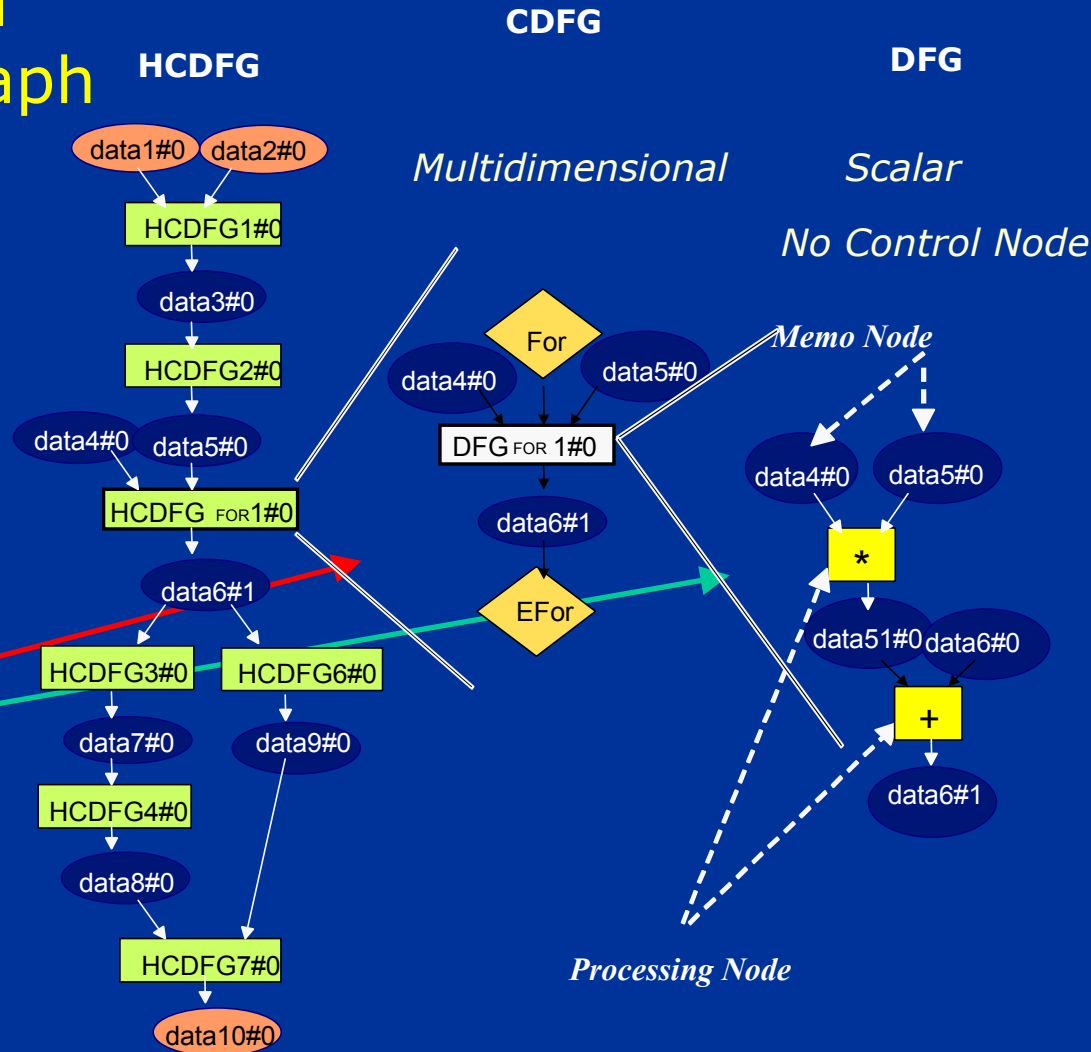 aph
HCDFG
CDFG
DFG
data1#0
data2#0
HCDFG1#0
data3#0
HCDFG2#0
data4#0
data5#0
HCDFG FOR1#0
data6#1
HCDFG3#0
HCDFG6#0
data7#0
data9#0
HCDFG4#0
data8#0
HCDFG7#0
data10#0
Multidimensional
For
data4#0
data5#0
DFG FOR 1#0
data6#1
EFor
Scalar
No Control Node
Memo Node
data4#0
data5#0
*
data51#0
data6#0
+
data6#1
Processing Node